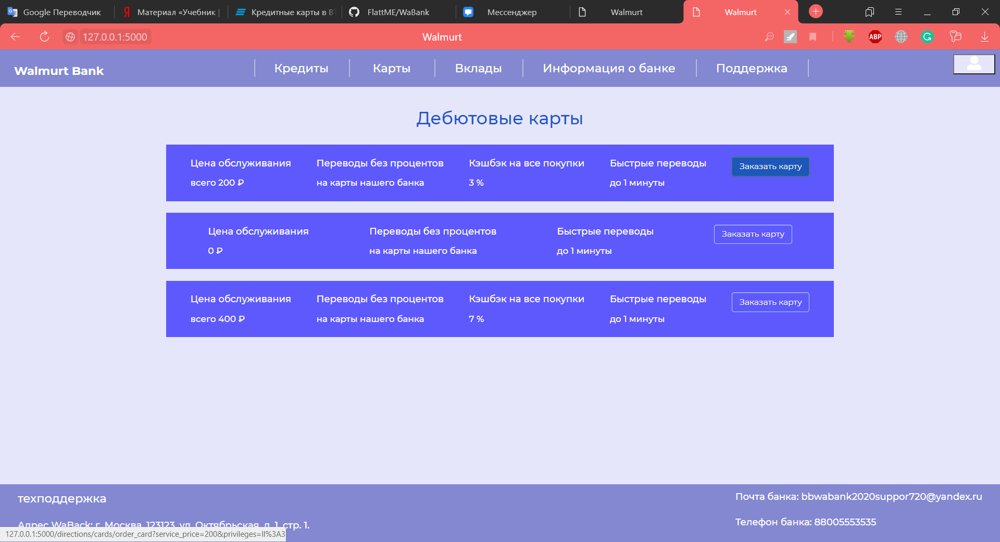 Google Переводчик
Материал «Учебник |
Кредитные карты в ВТ
FlattME/WaBank
Мессенджер
Walmurt
Walmurt
127.0.0.1:5000
Walmurt
ABP
Walmurt Bank
Кредиты
Карты
Вклады
Информация о банке
Поддержка
Дебютовые карты
Цена обслуживания
Переводы без процентов
Кэшбэк на все покупки
Быстрые переводы
Заказать карту
всего 200 ₽
на карты нашего банка
3 %
до 1 минуты
Цена обслуживания
Переводы без процентов
Быстрые переводы
Заказать карту
0 ₽
на карты нашего банка
до 1 минуты
Цена обслуживания
Переводы без процентов
Кэшбэк на все покупки
Быстрые переводы
Заказать карту
всего 400 ₽
на карты нашего банка
7 %
до 1 минуты
техподдержка
Почта банка: bbwabank2020suppor720@yandex.ru
Адрес WaBack: г. Москва, 123123, ул. Октябрьская, д. 1, стр. 1.
Телефон банка: 88005553535
127.0.0.1:5000/directions/cards/order_card?service_price=200&privileges=II%3A3